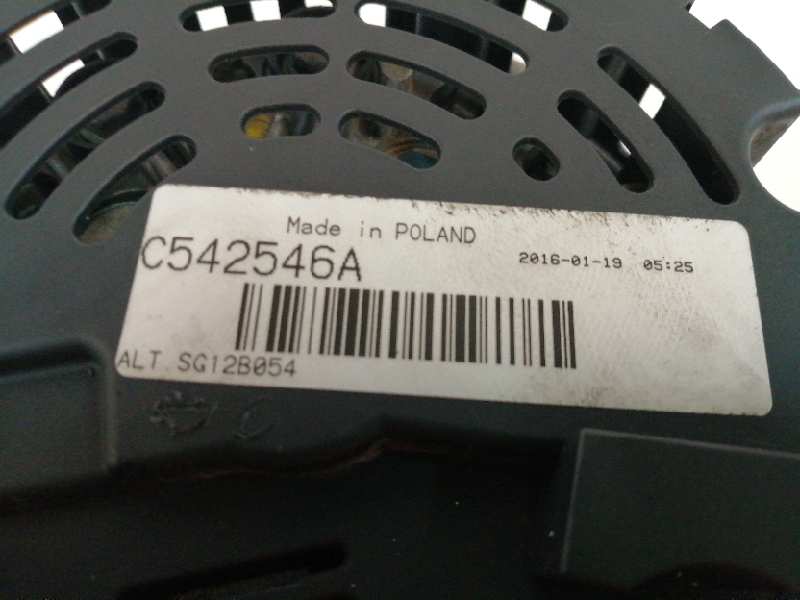 Made in POLAND
C542546A
2016-01-19 05:25
ALT. SG12B054